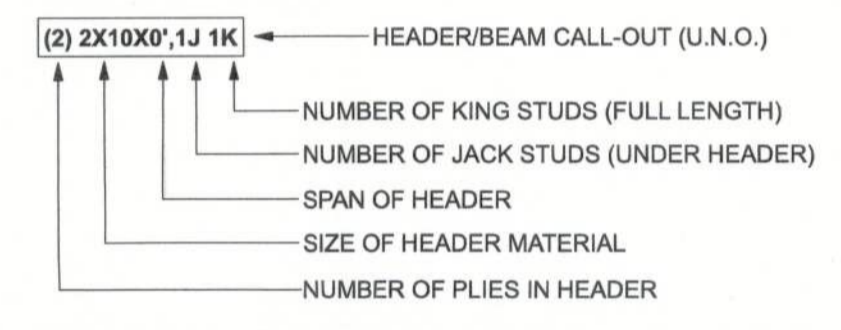 (2) 2X10X0',1J 1K
HEADER/BEAM CALL-OUT (U.N.O.)
NUMBER OF KING STUDS (FULL LENGTH)
NUMBER OF JACK STUDS (UNDER HEADER)
SPAN OF HEADER
SIZE OF HEADER MATERIAL
NUMBER OF PLIES IN HEADER